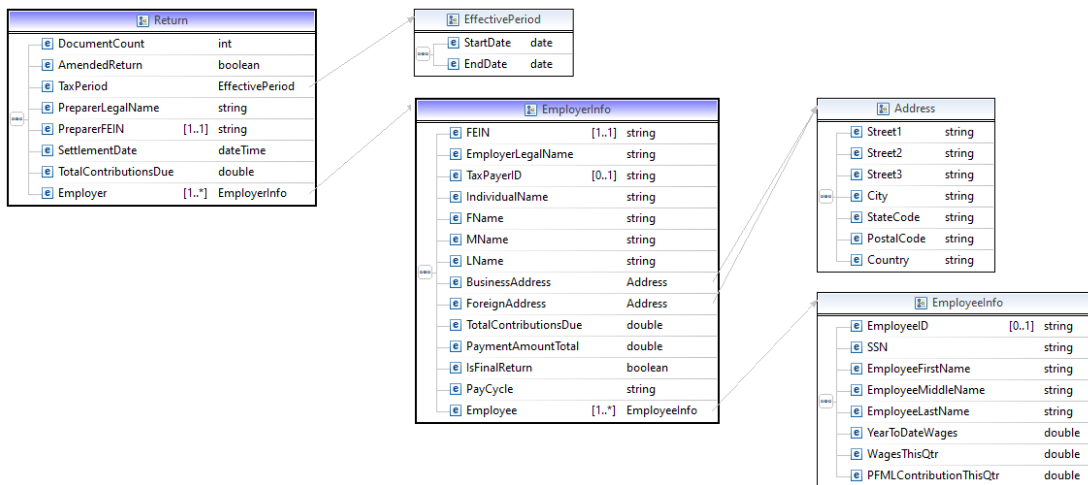 Return
DocumentCount int
AmendedReturn boolean
TaxPeriod EffectivePeriod
PreparerLegalName string
PreparerFEIN [1..1] string
SettlementDate dateTime
TotalContributionsDue double
Employer [1..*] EmployerInfo
EffectivePeriod
StartDate date
EndDate date
EmployerInfo
FEIN [1..1] string
EmployerLegalName string
TaxPayerID [0..1] string
IndividualName string
FName string
MName string
LName string
BusinessAddress Address
ForeignAddress Address
TotalContributionsDue double
PaymentAmountTotal double
IsFinalReturn boolean
PayCycle string
Employee [1..*] EmployeeInfo
Address
Street1 string
Street2 string
Street3 string
City string
StateCode string
PostalCode string
Country string
EmployeeInfo
EmployeeID [0..1] string
SSN string
EmployeeFirstName string
EmployeeMiddleName string
EmployeeLastName string
YearToDateWages double
WagesThisQtr double
PFMLContributionThisQtr double